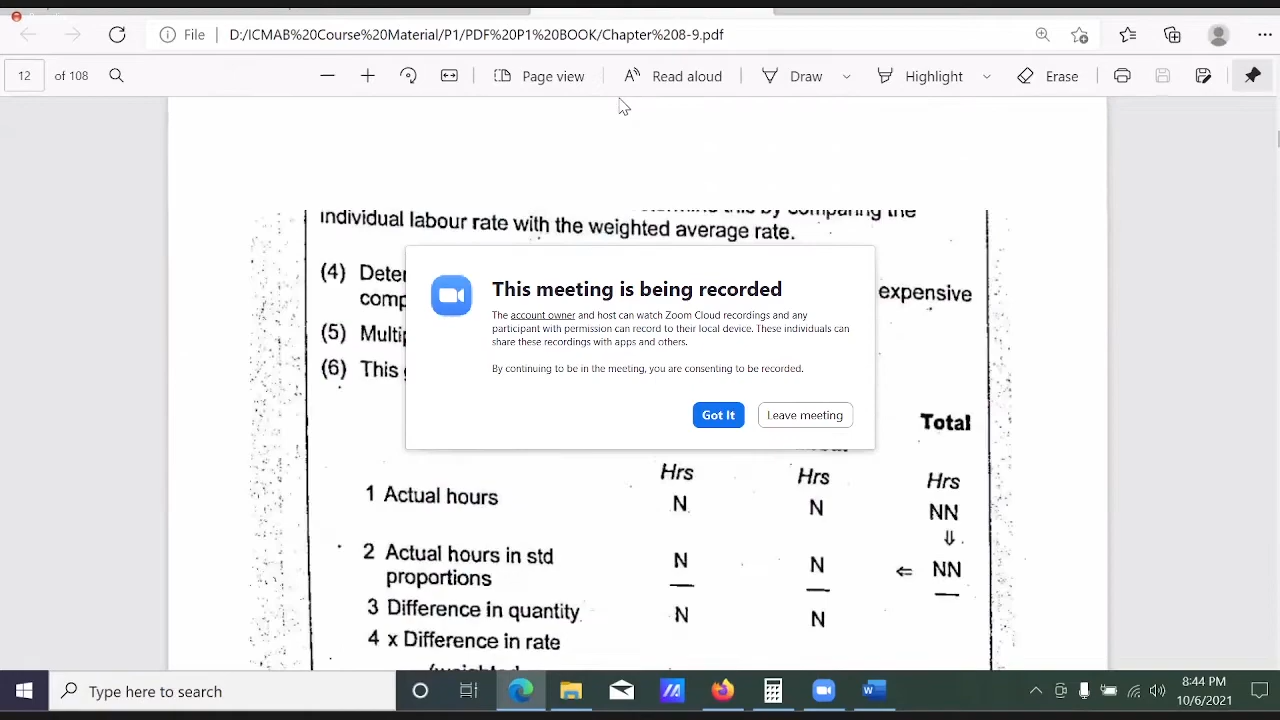 File
D:/ICMAB%20Course%20Material/P1/PDF%20P1%20BOOK/Chapter%208-9.pdf
12 of 108
Page view
Read aloud
Draw
Highlight
Erase
by comparing the
individual labour rate with the weighted average rate.
(4) expensive
(5)
(6) This
This meeting is being recorded
The account owner and host can watch Zoom Cloud recordings and any
participant with permission can record to their local device. These individuals can
share these recordings with apps and others.
By continuing to be in the meeting, you are consenting to be recorded.
Got It
Leave meeting
Total
Hrs Hrs Hrs
1 Actual hours N N NN
⇓
2 Actual hours in std
proportions N N ⇐ NN
3 Difference in quantity N N
4 x Difference in rate
Type here to search
8:44 PM
10/6/2021